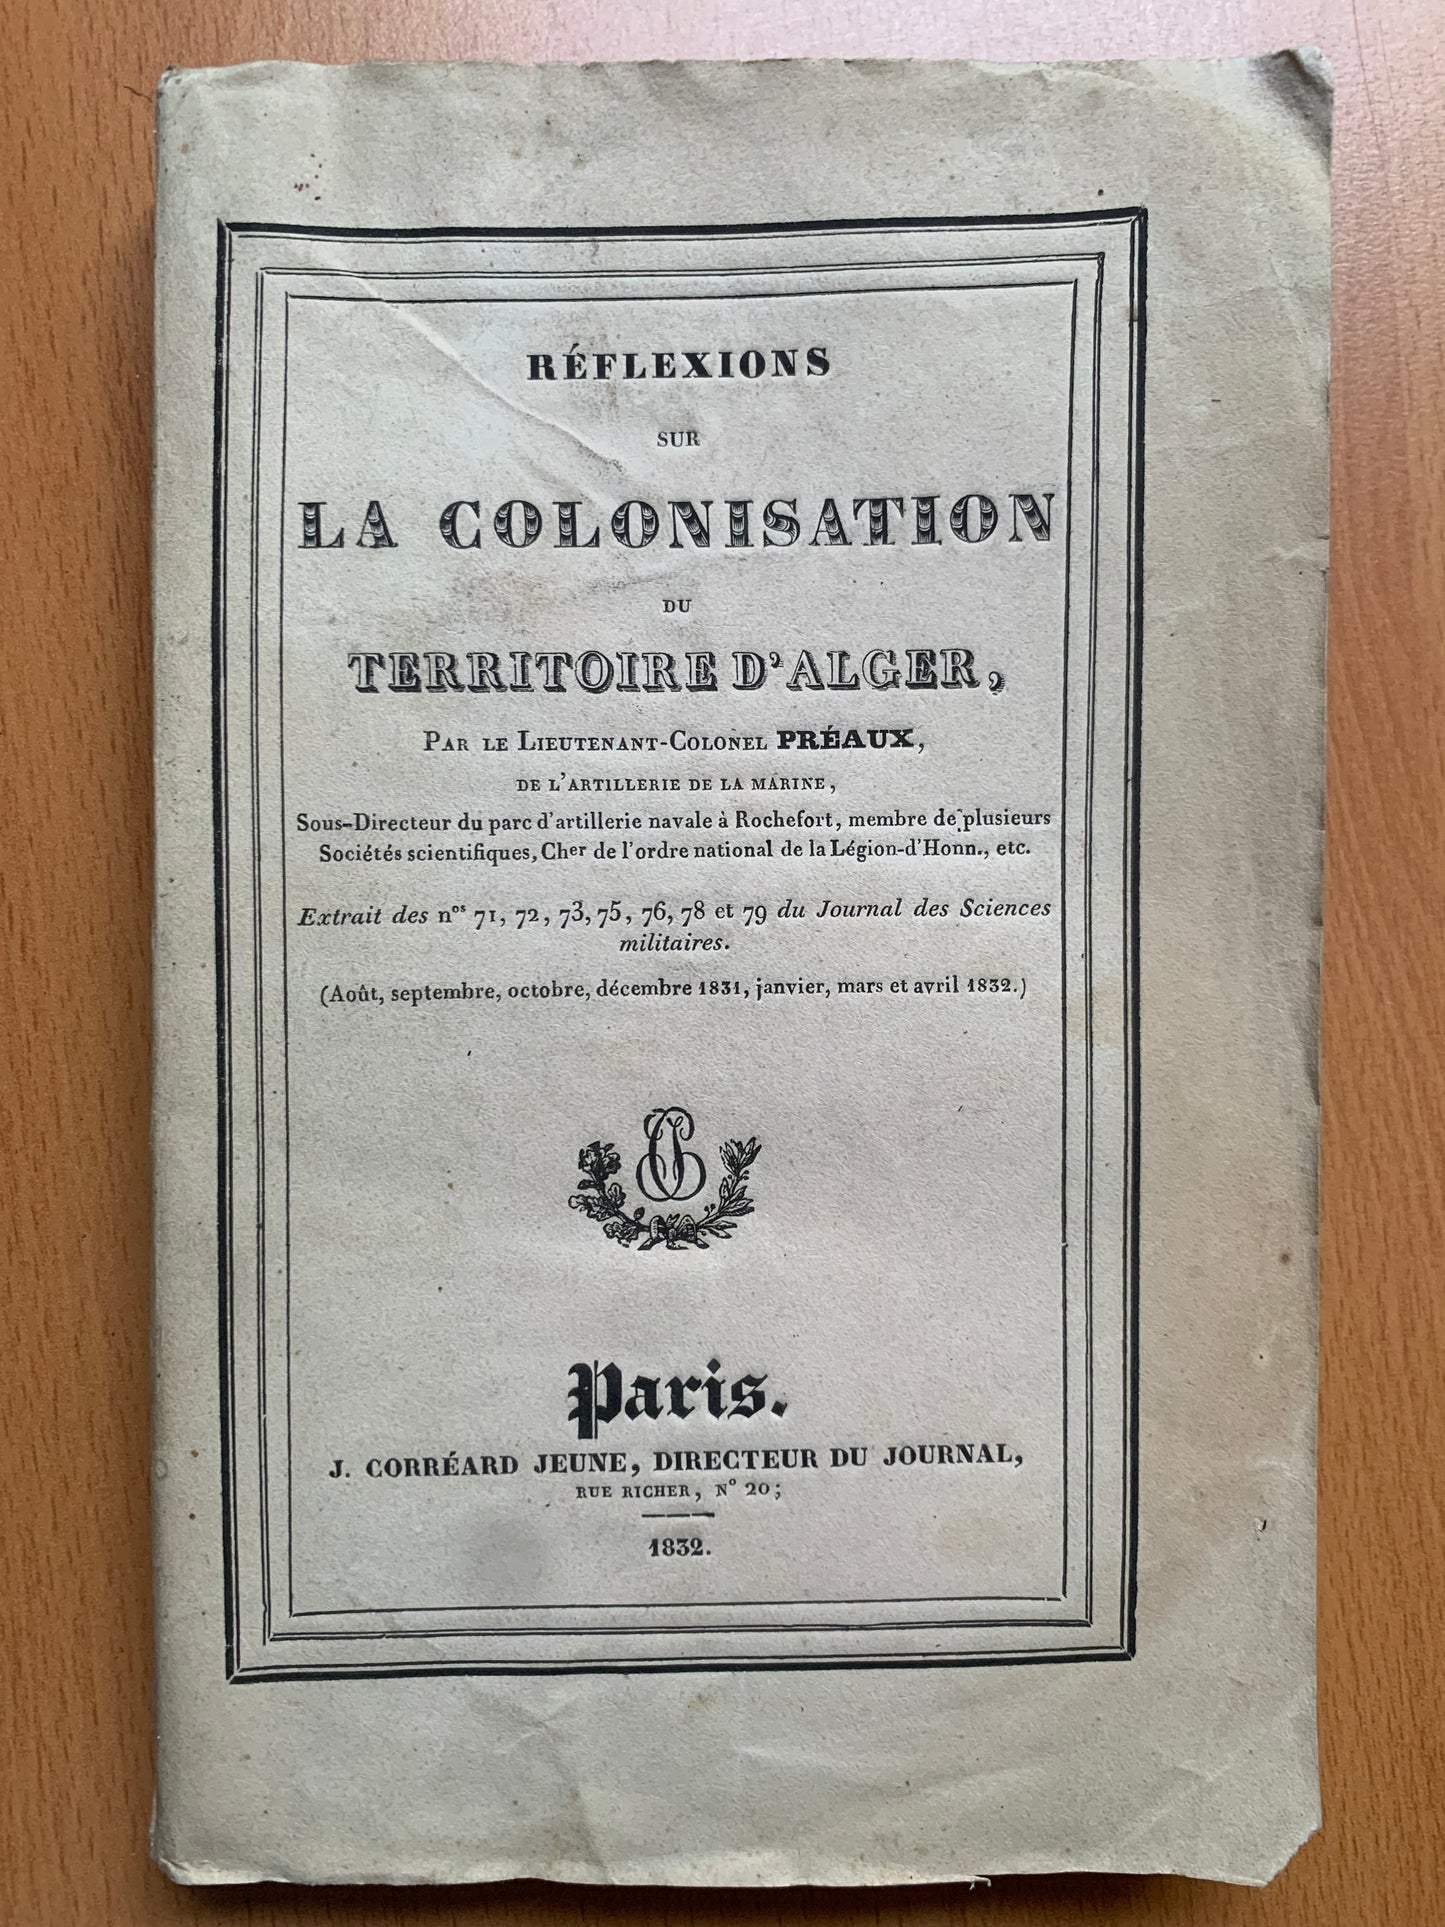 RÉFLEXIONS
SUR
LA COLONISATION
DU
TERRITOIRE D'ALGER,
PAR LE LIEUTENANT-COLONEL PRÉAUX,
DE L'ARTILLERIE DE LA MARINE,
Sous-Directeur du parc d'artillerie navale à Rochefort, membre de plusieurs
Sociétés scientifiques, Cher de l'ordre national de la Légion-d'Honn., etc.
Extrait des nos 71, 72, 73, 75, 76, 78 et 79 du Journal des Sciences
militaires.
(Août, septembre, octobre, décembre 1831, janvier, mars et avril 1832.)
Paris.
J. CORRÉARD JEUNE, DIRECTEUR DU JOURNAL,
RUE RICHER, N° 20;
1832.